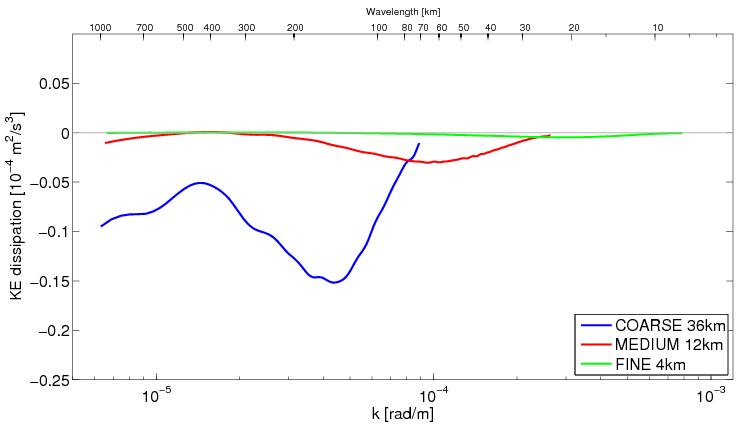 Wavelength [km]
1000 700 500 400 300 200 100 80 70 60 50 40 30 20 10
0.05
0
−0.05
−0.1
−0.15
−0.2
−0.25
KE dissipation [10⁻⁴ m²/s³]
COARSE 36km
MEDIUM 12km
FINE 4km
10⁻⁵ 10⁻⁴ 10⁻³
k [rad/m]